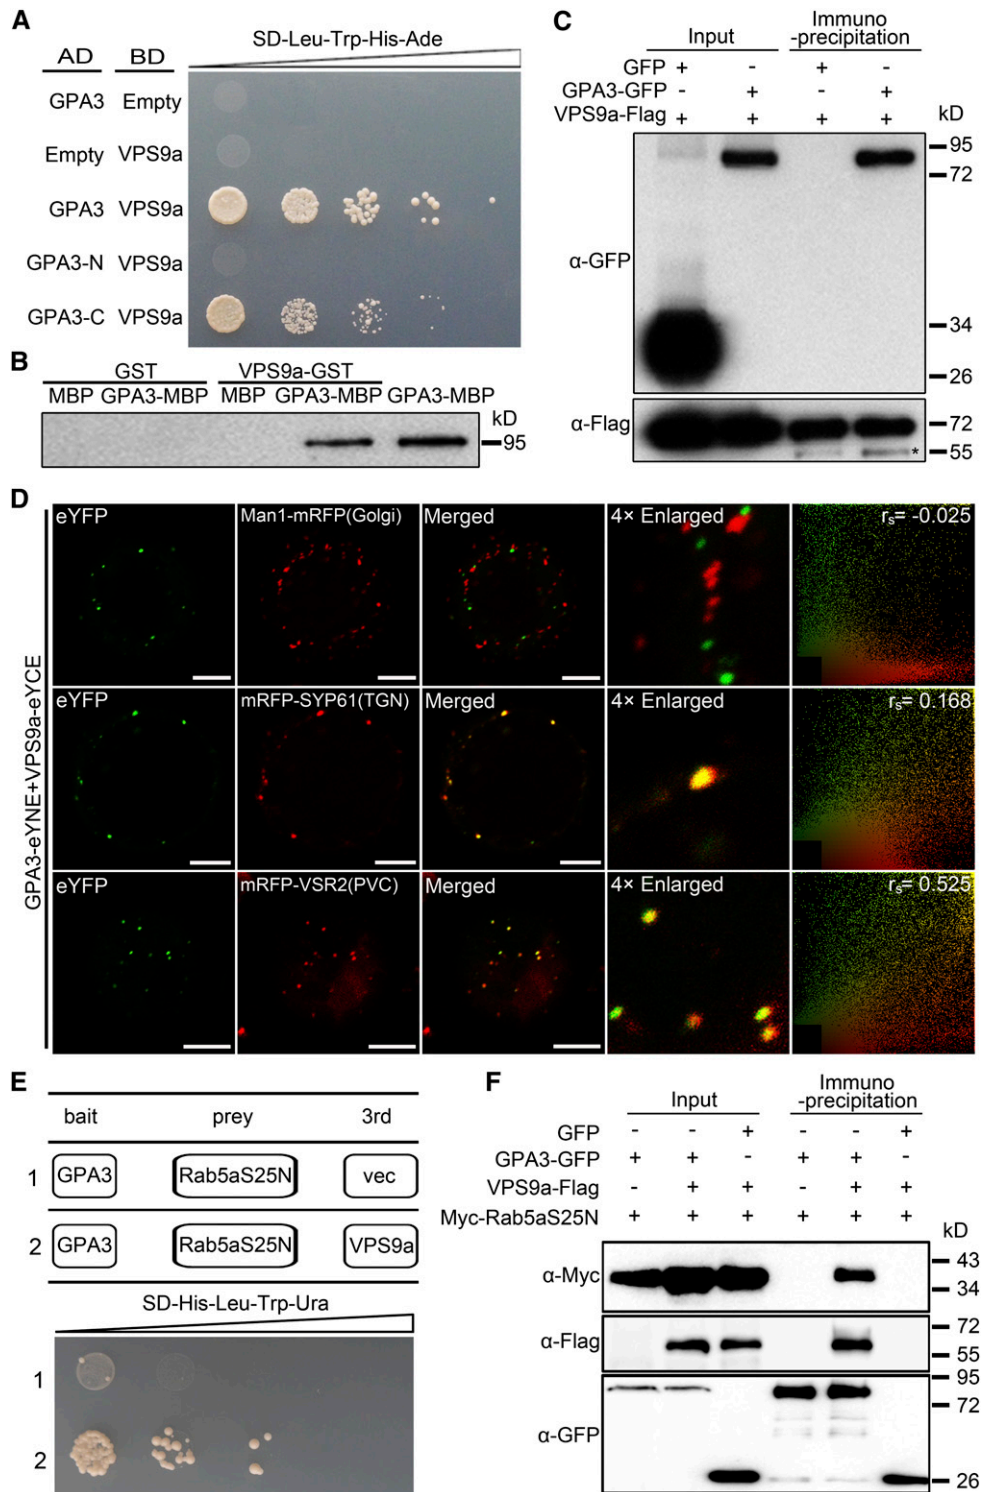 A
SD-Leu-Trp-His-Ade
AD BD
GPA3 Empty
Empty VPS9a
GPA3 VPS9a
GPA3-N VPS9a
GPA3-C VPS9a
B
GST VPS9a-GST
MBP GPA3-MBP MBP GPA3-MBP GPA3-MBP
kD
95
C
Input Immuno
-precipitation
GFP + - + -
GPA3-GFP - + - +
VPS9a-Flag + + + +
kD
95
72
α-GFP
34
26
α-Flag
72
55
*
D
GPA3-eYNE+VPS9a-eYCE
eYFP Man1-mRFP(Golgi) Merged 4× Enlarged rs= -0.025
eYFP mRFP-SYP61(TGN) Merged 4× Enlarged rs= 0.168
eYFP mRFP-VSR2(PVC) Merged 4× Enlarged rs= 0.525
E
bait prey 3rd
1 GPA3 Rab5aS25N vec
2 GPA3 Rab5aS25N VPS9a
SD-His-Leu-Trp-Ura
1
2
F
Input Immuno
-precipitation
GFP - - + - - +
GPA3-GFP + + - + + -
VPS9a-Flag - + + - + +
Myc-Rab5aS25N + + + + + +
kD
α-Myc
43
34
α-Flag
72
55
95
72
α-GFP
26